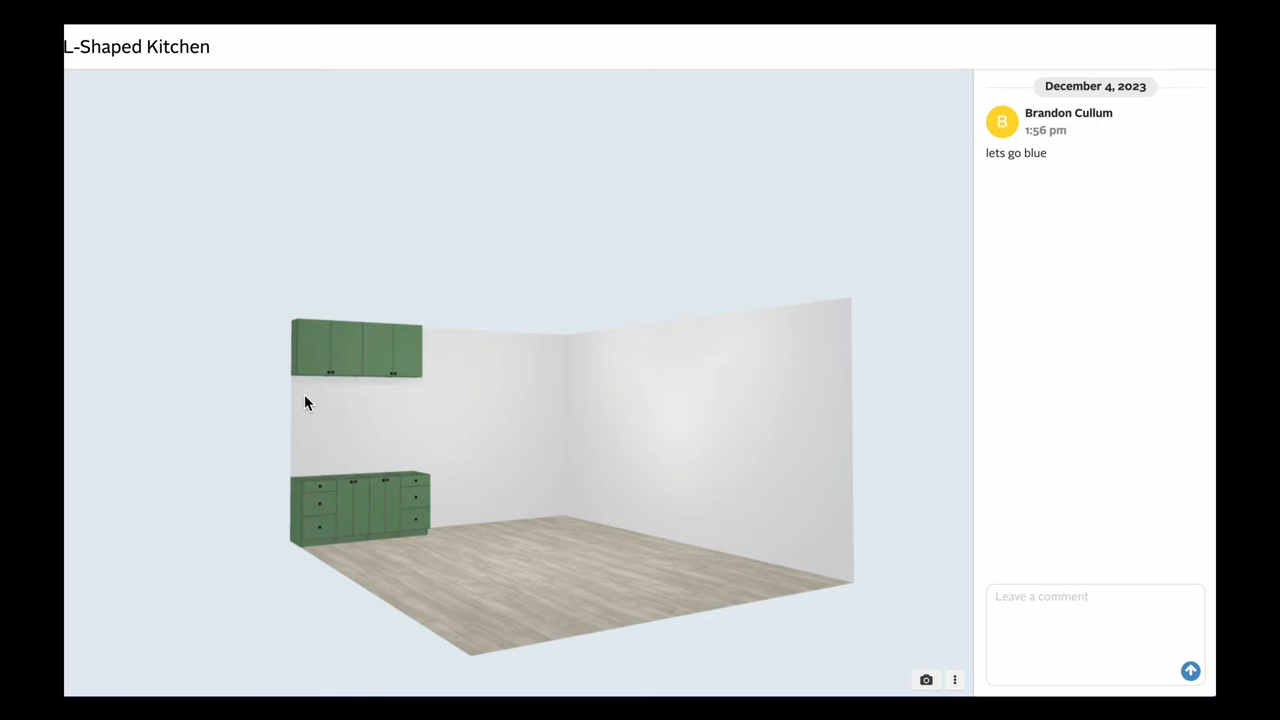 L-Shaped Kitchen
December 4, 2023
B
Brandon Cullum
1:56 pm
lets go blue
Leave a comment